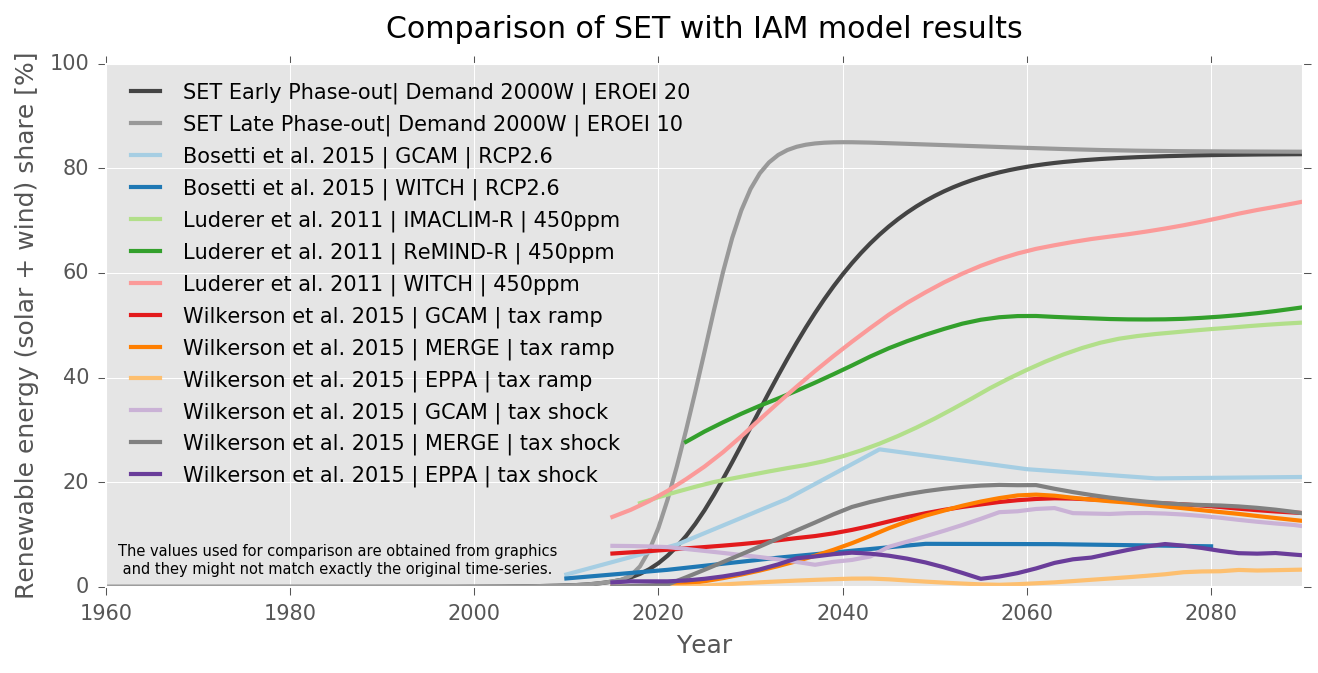 Comparison of SET with IAM model results
Renewable energy (solar + wind) share [%]
100
80
60
40
20
0
SET Early Phase-out| Demand 2000W | EROEI 20
SET Late Phase-out| Demand 2000W | EROEI 10
Bosetti et al. 2015 | GCAM | RCP2.6
Bosetti et al. 2015 | WITCH | RCP2.6
Luderer et al. 2011 | IMACLIM-R | 450ppm
Luderer et al. 2011 | ReMIND-R | 450ppm
Luderer et al. 2011 | WITCH | 450ppm
Wilkerson et al. 2015 | GCAM | tax ramp
Wilkerson et al. 2015 | MERGE | tax ramp
Wilkerson et al. 2015 | EPPA | tax ramp
Wilkerson et al. 2015 | GCAM | tax shock
Wilkerson et al. 2015 | MERGE | tax shock
Wilkerson et al. 2015 | EPPA | tax shock
The values used for comparison are obtained from graphics
and they might not match exactly the original time-series.
1960 1980 2000 2020 2040 2060 2080
Year